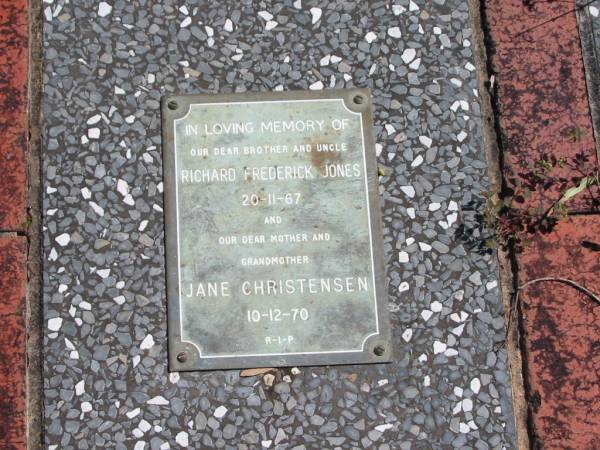 IN LOVING MEMORY OF
OUR DEAR BROTHER AND UNCLE
RICHARD FREDERICK JONES
20-11-67
AND
OUR DEAR MOTHER AND
GRANDMOTHER
JANE CHRISTENSEN
10-12-70
R-I-P